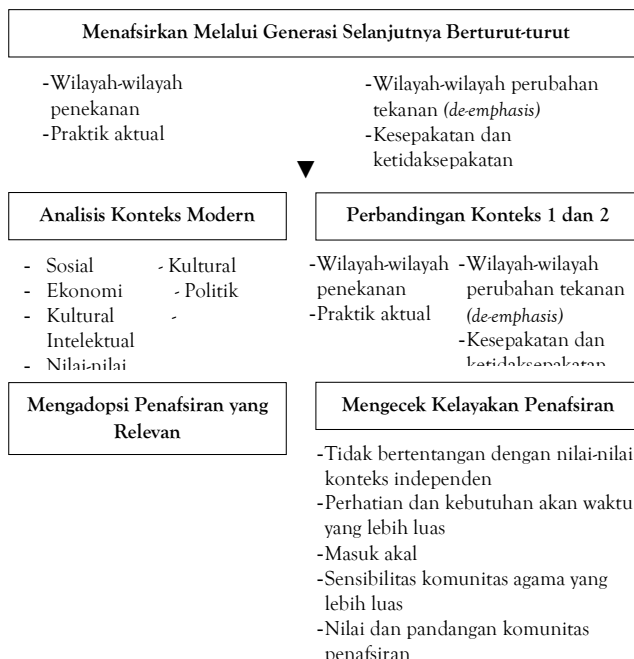 Menafsirkan Melalui Generasi Selanjutnya Berturut-turut
-Wilayah-wilayah
penekanan
-Praktik aktual
-Wilayah-wilayah perubahan
tekanan (de-emphasis)
-Kesepakatan dan
ketidaksepakatan
Analisis Konteks Modern
- Sosial - Kultural
- Ekonomi - Politik
- Kultural -
Intelektual
- Nilai-nilai
Perbandingan Konteks 1 dan 2
-Wilayah-wilayah
penekanan
-Praktik aktual
-Wilayah-wilayah
perubahan tekanan
(de-emphasis)
-Kesepakatan dan
ketidaksepakatan
Mengadopsi Penafsiran yang
Relevan
Mengecek Kelayakan Penafsiran
-Tidak bertentangan dengan nilai-nilai
konteks independen
-Perhatian dan kebutuhan akan waktu
yang lebih luas
-Masuk akal
-Sensibilitas komunitas agama yang
lebih luas
-Nilai dan pandangan komunitas
penafsiran